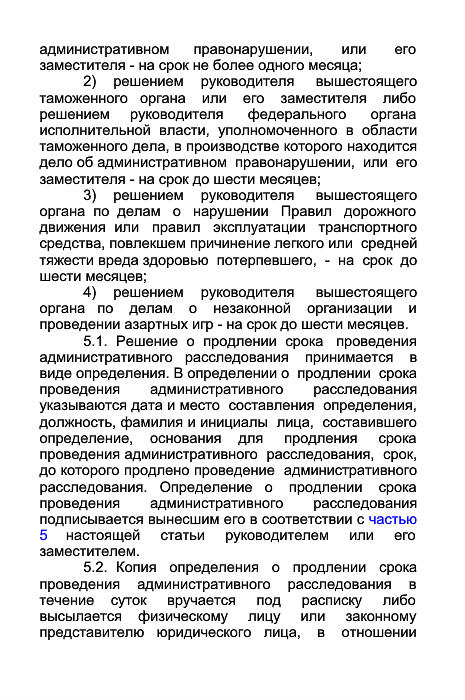 административном правонарушении, или его
заместителя - на срок не более одного месяца;
2) решением руководителя вышестоящего
таможенного органа или его заместителя либо
решением руководителя федерального органа
исполнительной власти, уполномоченного в области
таможенного дела, в производстве которого находится
дело об административном правонарушении, или его
заместителя - на срок до шести месяцев;
3) решением руководителя вышестоящего
органа по делам о нарушении Правил дорожного
движения или правил эксплуатации транспортного
средства, повлекшем причинение легкого или средней
тяжести вреда здоровью потерпевшего, - на срок до
шести месяцев;
4) решением руководителя вышестоящего
органа по делам о незаконной организации и
проведении азартных игр - на срок до шести месяцев.
5.1. Решение о продлении срока проведения
административного расследования принимается в
виде определения. В определении о продлении срока
проведения административного расследования
указываются дата и место составления определения,
должность, фамилия и инициалы лица, составившего
определение, основания для продления срока
проведения административного расследования, срок,
до которого продлено проведение административного
расследования. Определение о продлении срока
проведения административного расследования
подписывается вынесшим его в соответствии с частью
5 настоящей статьи руководителем или его
заместителем.
5.2. Копия определения о продлении срока
проведения административного расследования в
течение суток вручается под расписку либо
высылается физическому лицу или законному
представителю юридического лица, в отношении